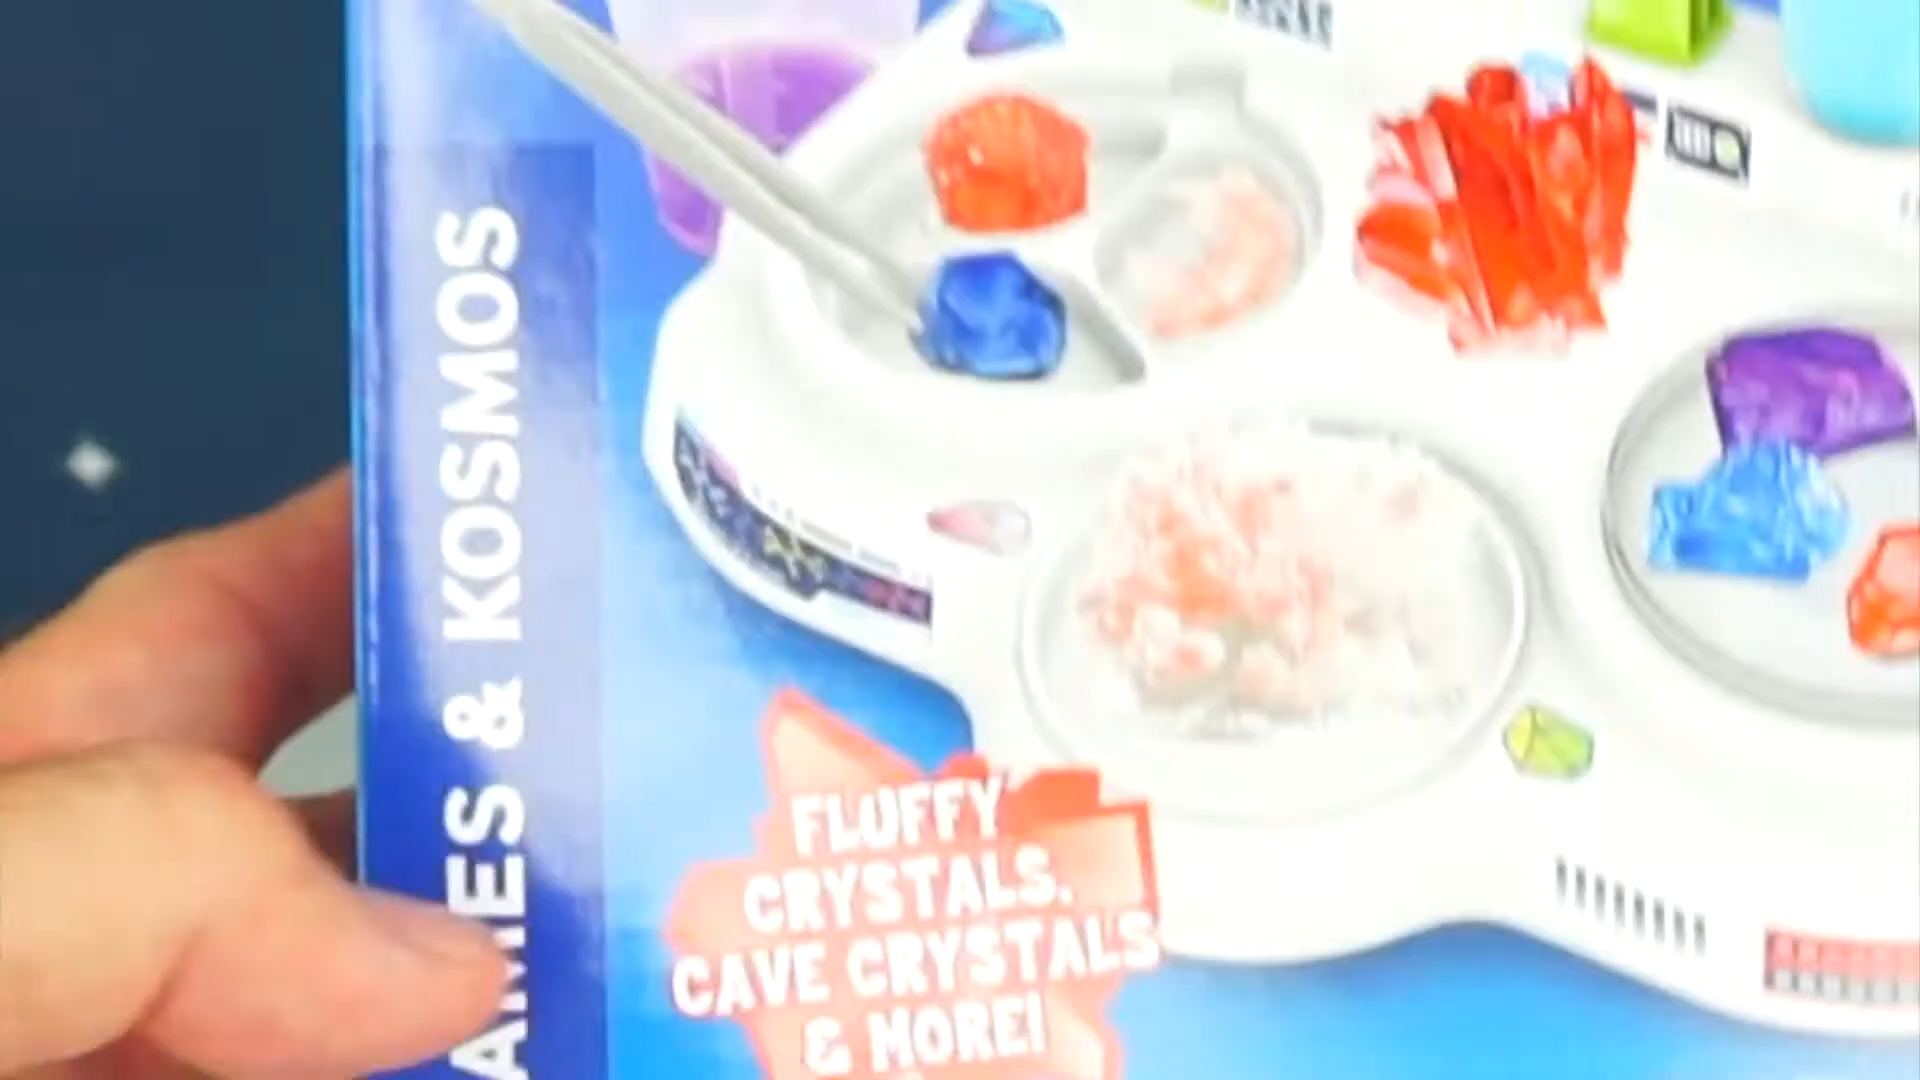 AMES & KOSMOS
FLUFFY
CRYSTALS,
CAVE CRYSTALS
& MORE!